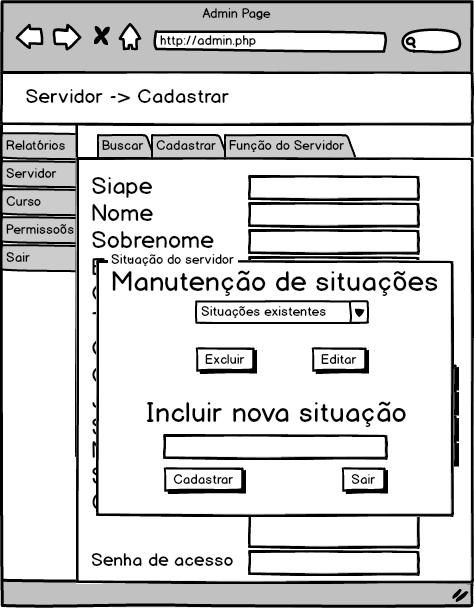 Admin Page
http://admin.php
Servidor -> Cadastrar
Relatórios
Servidor
Curso
Permissoõs
Sair
Buscar
Cadastrar
Função do Servidor
Siape
Nome
Sobrenome
Situação do servidor
Manutenção de situações
Situações existentes
Excluir
Editar
Incluir nova situação
Cadastrar
Sair
Senha de acesso